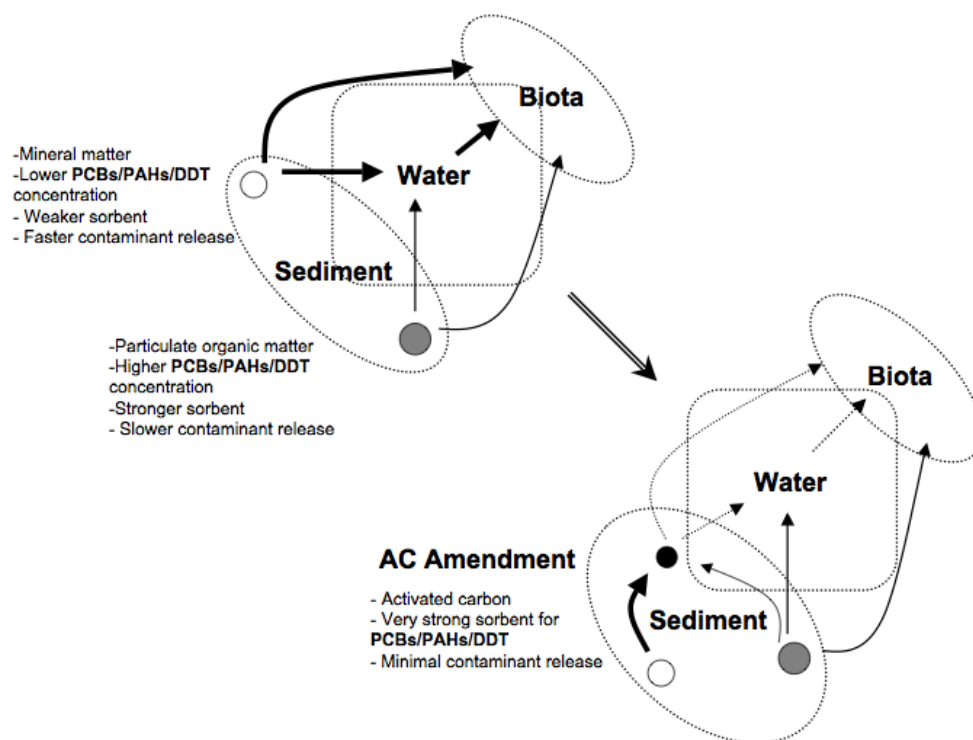 Biota
-Mineral matter
-Lower PCBs/PAHs/DDT
concentration
- Weaker sorbent
- Faster contaminant release
Water
Sediment
-Particulate organic matter
-Higher PCBs/PAHs/DDT
concentration
-Stronger sorbent
- Slower contaminant release
Biota
Water
AC Amendment
- Activated carbon
- Very strong sorbent for
PCBs/PAHs/DDT
- Minimal contaminant release
Sediment